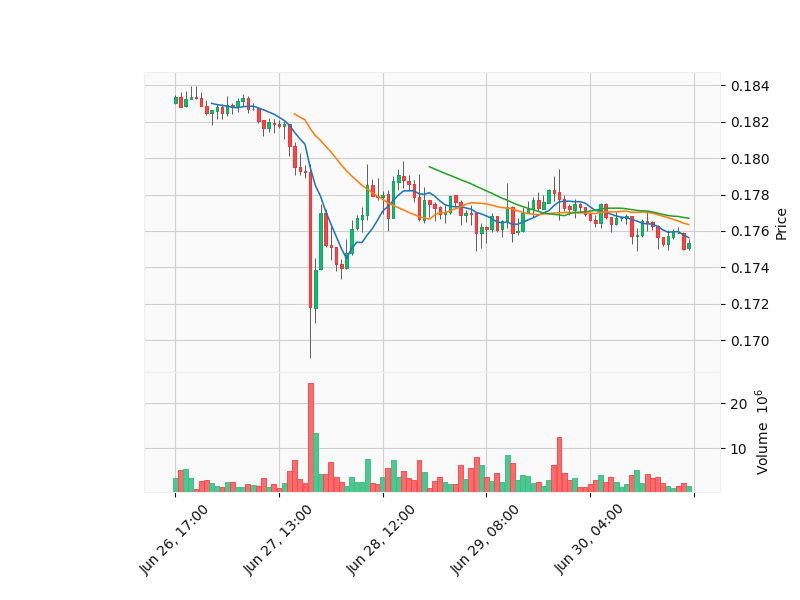 0.184
0.182
0.180
0.178
0.176
0.174
0.172
0.170
Price
20
10
Volume 10⁶
Jun 26, 17:00
Jun 27, 13:00
Jun 28, 12:00
Jun 29, 08:00
Jun 30, 04:00